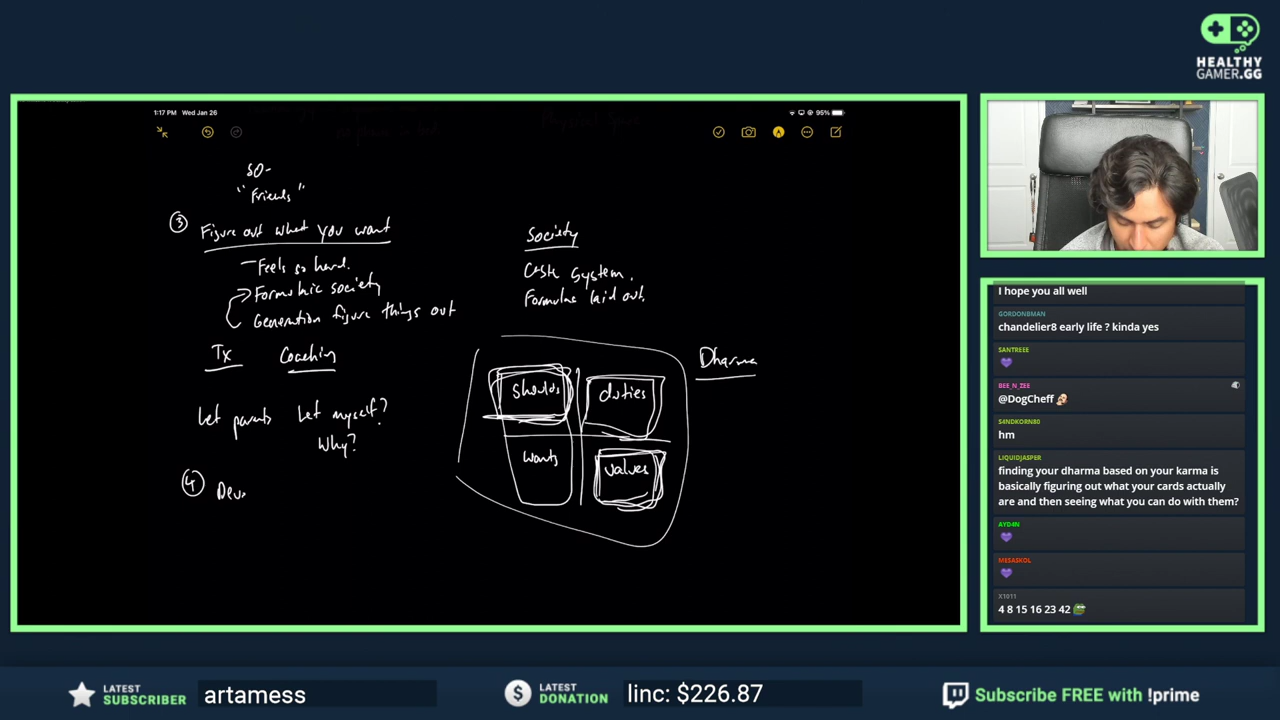 HEALTHY
GAMER.GG
1:17 PM Wed Jan 26
95%
SO-
"Friends"
③ Figure out what you want
- Feels so hard.
Formulaic society
Generation figure things out
Tx Coaching
Let parents Let myself?
Why?
④ Dev
Society
Caste System.
Formulas laid out.
Dharma
shoulds duties
wants values
I hope you all well
GORDONBMAN
chandelier8 early life ? kinda yes
SANTREEE
BEE_N_ZEE
@DogCheff
S4NDKORN80
hm
LIQUIDJASPER
finding your dharma based on your karma is
basically figuring out what your cards actually
are and then seeing what you can do with them?
AYD4N
MESASKOL
X1011
4 8 15 16 23 42
LATEST
SUBSCRIBER
artamess
LATEST
DONATION
linc: $226.87
Subscribe FREE with !prime